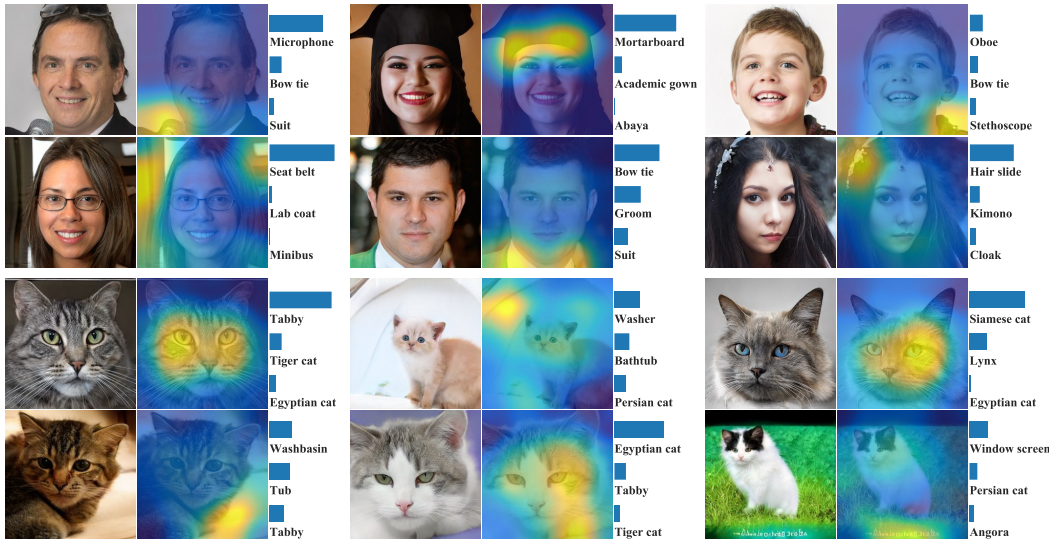 Microphone
Bow tie
Suit
Mortarboard
Academic gown
Abaya
Oboe
Bow tie
Stethoscope
Seat belt
Lab coat
Minibus
Bow tie
Groom
Suit
Hair slide
Kimono
Cloak
Tabby
Tiger cat
Egyptian cat
Washer
Bathtub
Persian cat
Siamese cat
Lynx
Egyptian cat
Washbasin
Tub
Tabby
Egyptian cat
Tabby
Tiger cat
Window screen
Persian cat
Angora